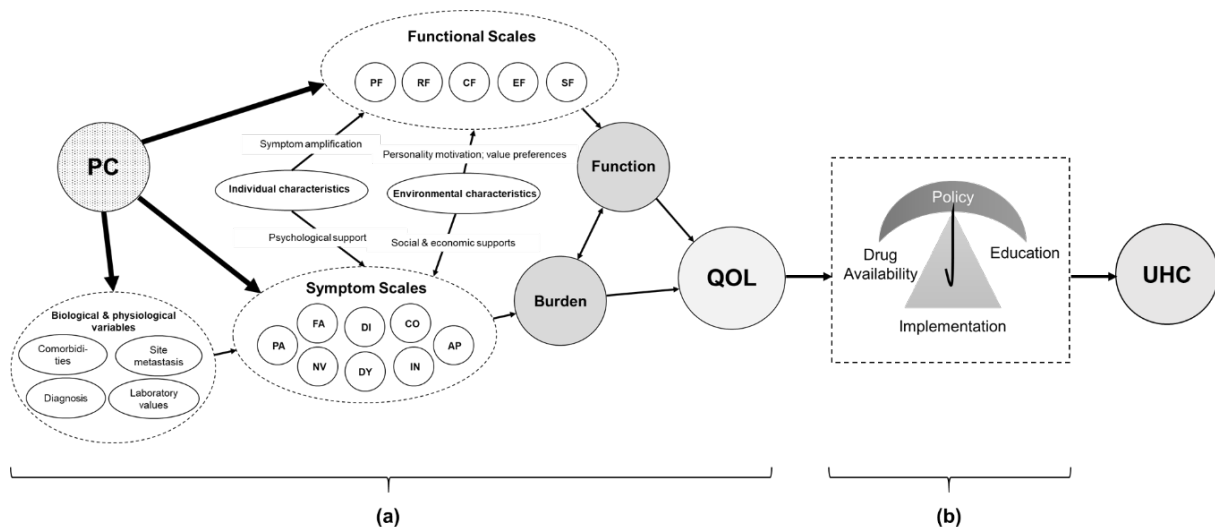 Functional Scales
PF RF CF EF SF
PC
Symptom amplification
Personality motivation; value preferences
Individual characteristics
Environmental characteristics
Psychological support
Social & economic supports
Function
Burden
QOL
Symptom Scales
FA DI CO
PA AP
NV DY IN
Biological & physiological
variables
Comorbidi-
ties
Site
metastasis
Diagnosis
Laboratory
values
Policy
Drug
Availability
Education
Implementation
UHC
(a)
(b)